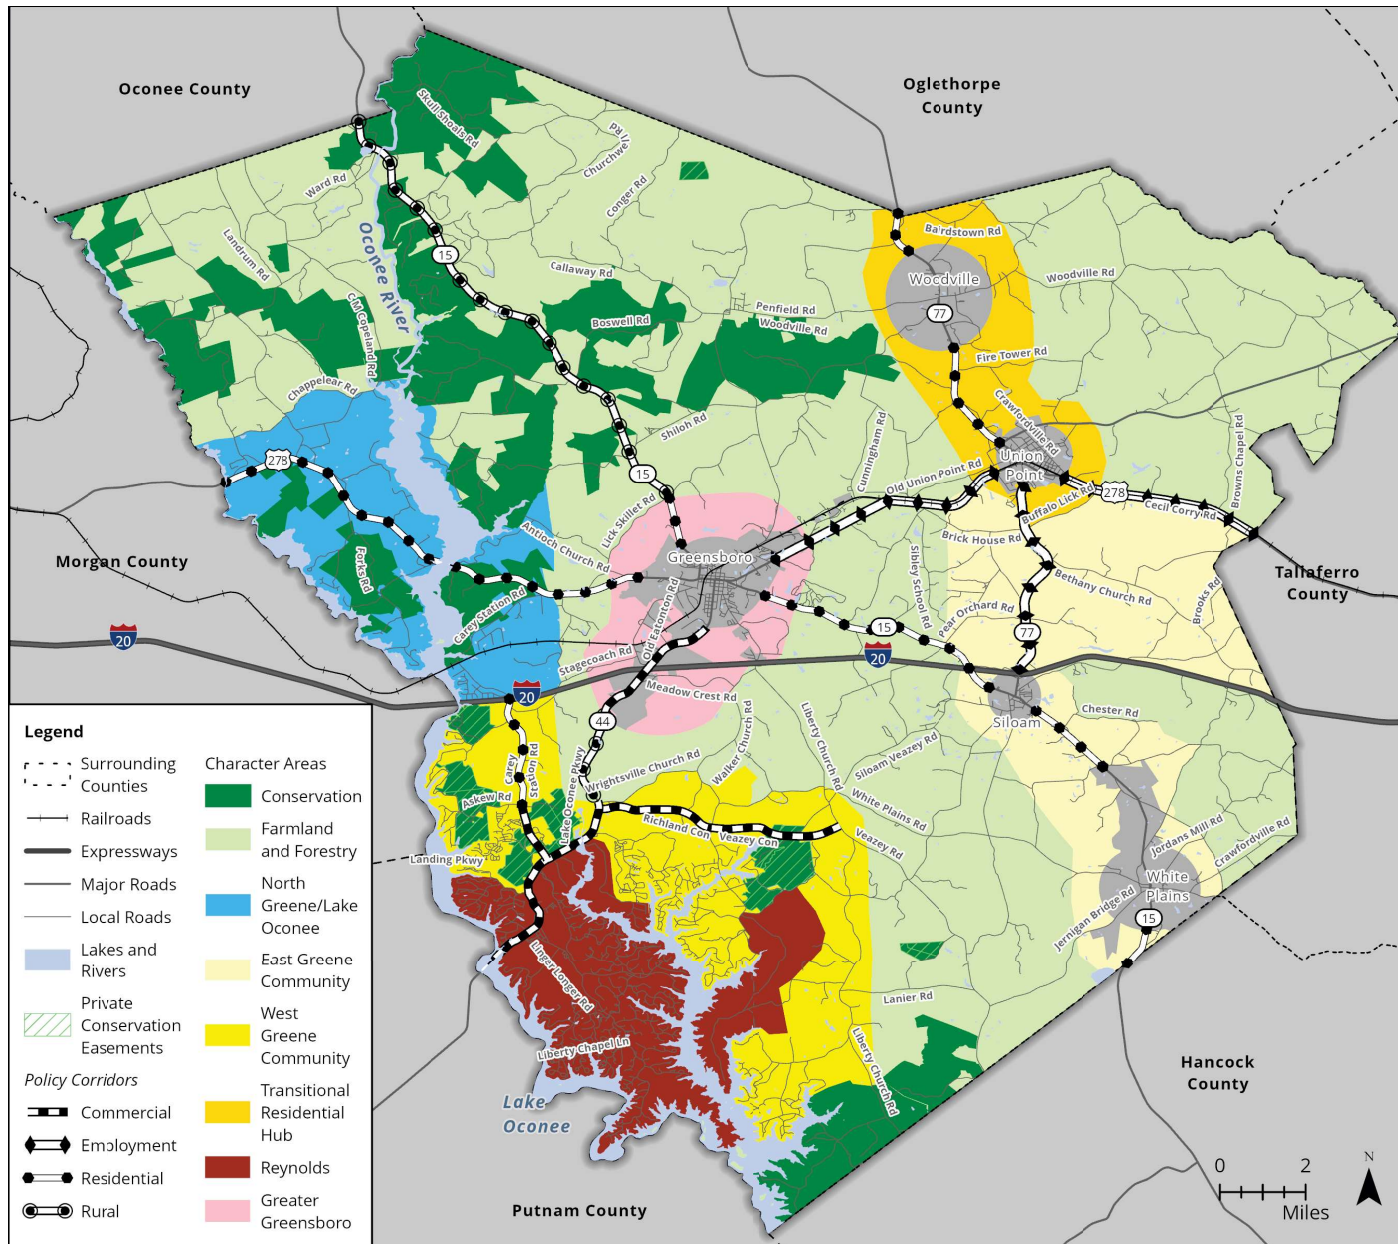 Oconee County
Oglethorpe
County
Skull Shoals Rd
Churchwell Rd
Conger Rd
Ward Rd
Landrum Rd
Oconee River
C M Copeland Rd
15
Callaway Rd
Boswell Rd
Penfield Rd
Woodville Rd
Bairdstown Rd
Woodville
77
Woodville Rd
Fire Tower Rd
Crawfordville Rd
Chappelear Rd
Shiloh Rd
Cunningham Rd
Union
Point
Browns Chapel Rd
278
15
Old Union Point Rd
Buffalo Lick Rd
278
Cecil Corry Rd
Lick Skillet Rd
Antioch Church Rd
Greensboro
Brick House Rd
Sibley School Rd
Bethany Church Rd
Brooks Rd
Morgan County
Forks Rd
Taliaferro
County
Carey Station Rd
Old Eatonton Rd
Pear Orchard Rd
15
77
20
20
20
Stagecoach Rd
Meadow Crest Rd
Siloam
Chester Rd
44
Walker Church Rd
Liberty Church Rd
Siloam Veazey Rd
Wrightsville Church Rd
Carey
Station Rd
Askew Rd
Lake Oconee Pkwy
White Plains Rd
Richland Con
Veazey Con
Veazey Rd
Landing Pkwy
Jordans Mill Rd
Crawfordville Rd
White
Plains
Jernigan Bridge Rd
15
Linger Longer Rd
Lanier Rd
Liberty Chapel Ln
Liberty Church Rd
Lake
Oconee
Hancock
County
Putnam County
0 2
Miles
N
Legend
Surrounding
Counties
Railroads
Expressways
Major Roads
Local Roads
Lakes and
Rivers
Private
Conservation
Easements
Policy Corridors
Commercial
Employment
Residential
Rural
Character Areas
Conservation
Farmland
and Forestry
North
Greene/Lake
Oconee
East Greene
Community
West
Greene
Community
Transitional
Residential
Hub
Reynolds
Greater
Greensboro